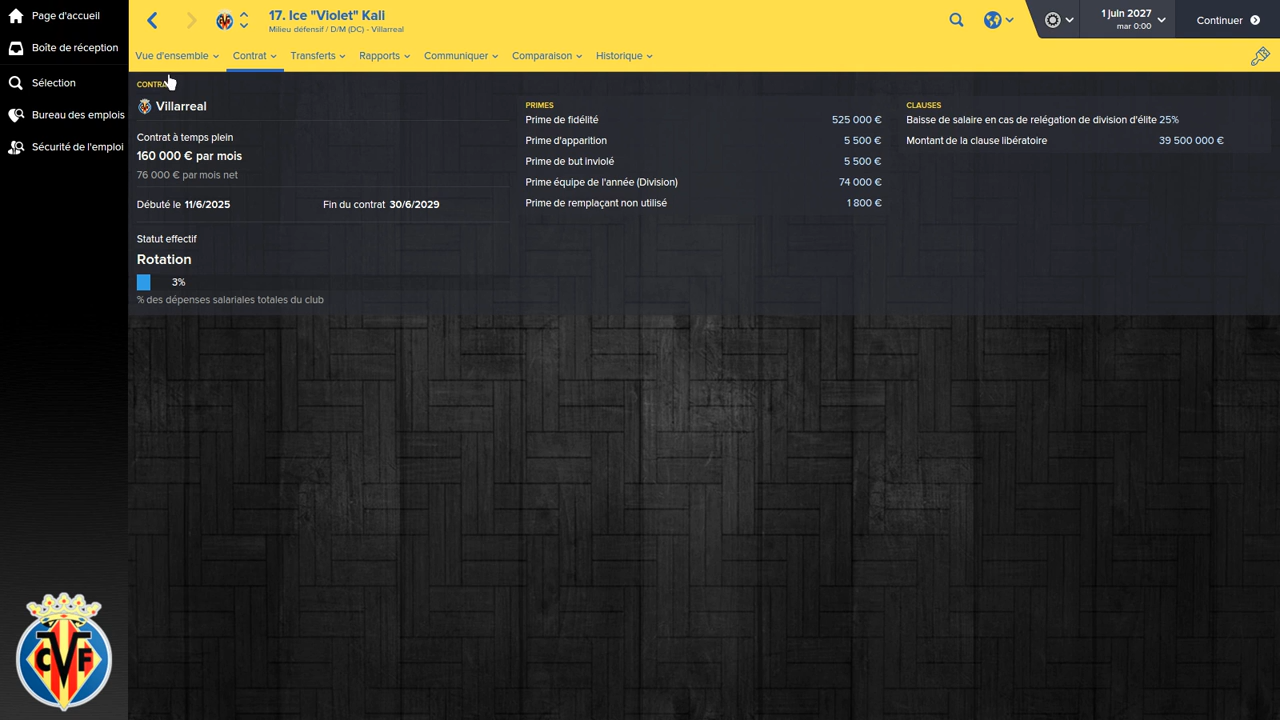 Page d'accueil
Boîte de réception
Sélection
Bureau des emplois
Sécurité de l'emploi
17. Ice "Violet" Kall
Milieu défensif / D/M (DC) - Villarreal
1 juin 2027
mar 0:00
Continuer
Vue d'ensemble
Contrat
Transferts
Rapports
Communiquer
Comparaison
Historique
Villarreal
Contrat à temps plein
160 000 € par mois
76 000 € par mois net
Débuté le 11/6/2025
Fin du contrat 30/6/2029
Statut effectif
Rotation
3%
% des dépenses salariales totales du club
PRIMES
Prime de fidélité 525 000 €
Prime d'apparition 5 500 €
Prime de but inviolé 5 500 €
Prime équipe de l'année (Division) 74 000 €
Prime de remplaçant non utilisé 1 800 €
CLAUSES
Baisse de salaire en cas de relégation de division d'élite 25%
Montant de la clause libératoire 39 500 000 €
CVF